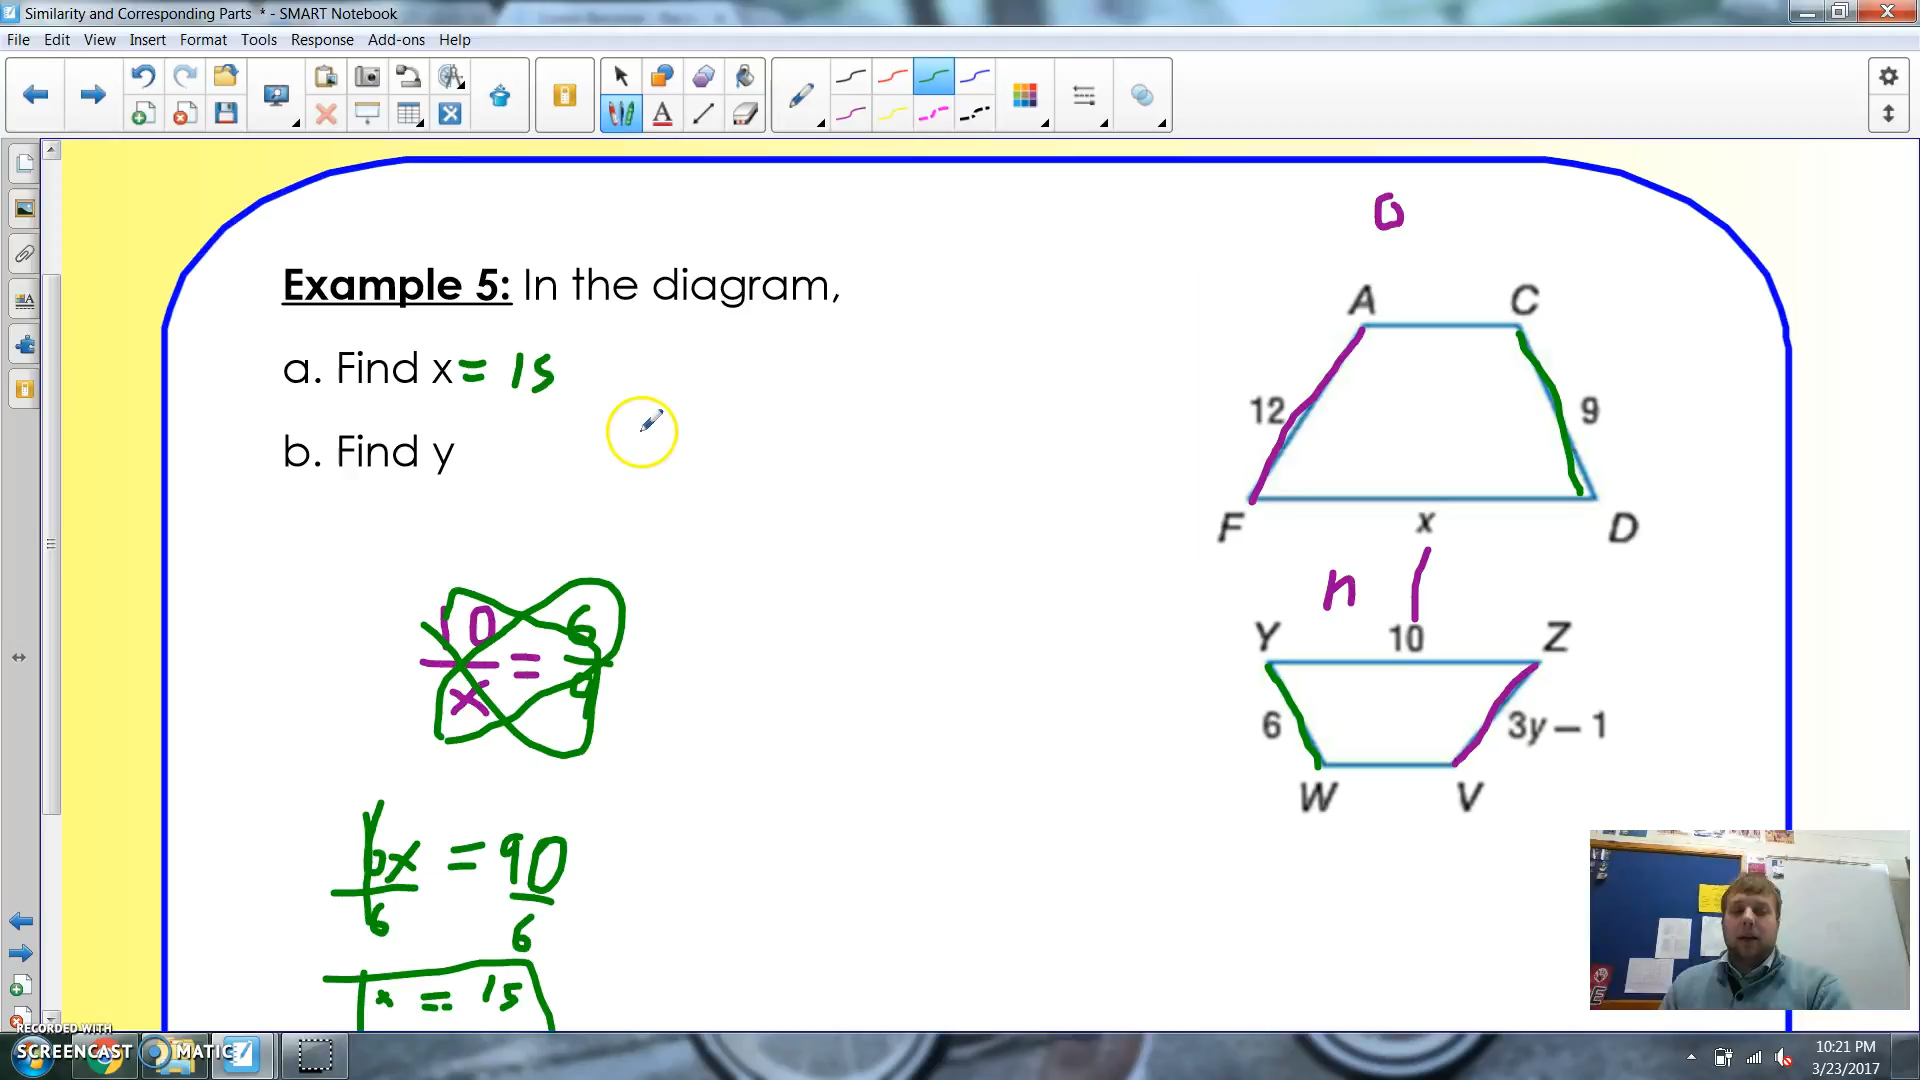 Similarity and Corresponding Parts * - SMART Notebook
File Edit View Insert Format Tools Response Add-ons Help
O
Example 5: In the diagram,
A C
a. Find x = 15
12 9
b. Find y
F x D
n
10 = 6
x 9
Y 10 Z
6 3y – 1
W V
6x = 90
6 6
x = 15
RECORDED WITH
SCREENCAST MATIC
10:21 PM
3/23/2017